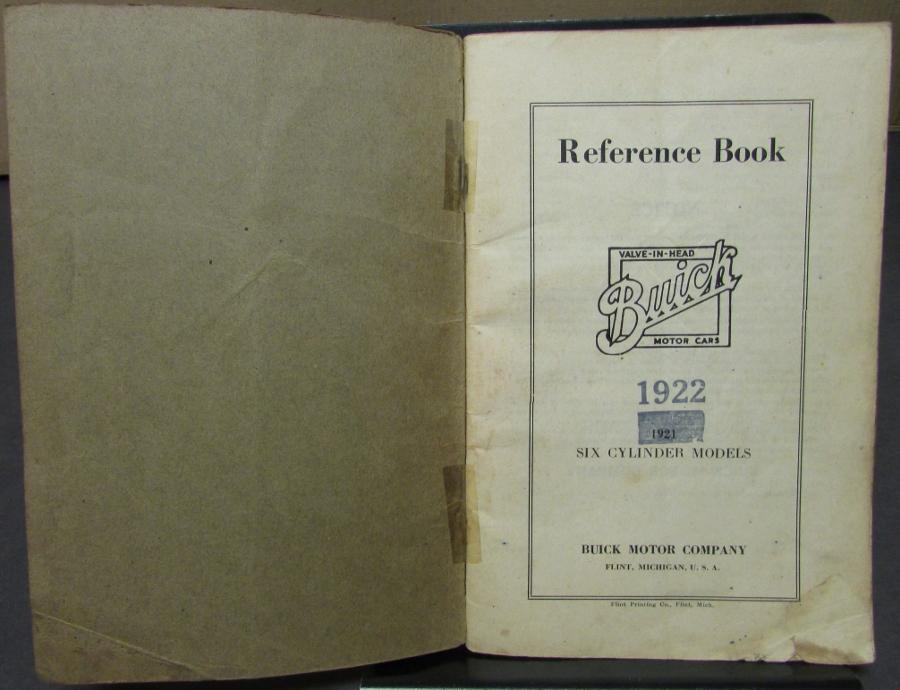 Reference Book
VALVE-IN-HEAD
Buick
MOTOR CARS
1922
1921
SIX CYLINDER MODELS
BUICK MOTOR COMPANY
FLINT, MICHIGAN, U. S. A.
Flint Printing Co., Flint, Mich.